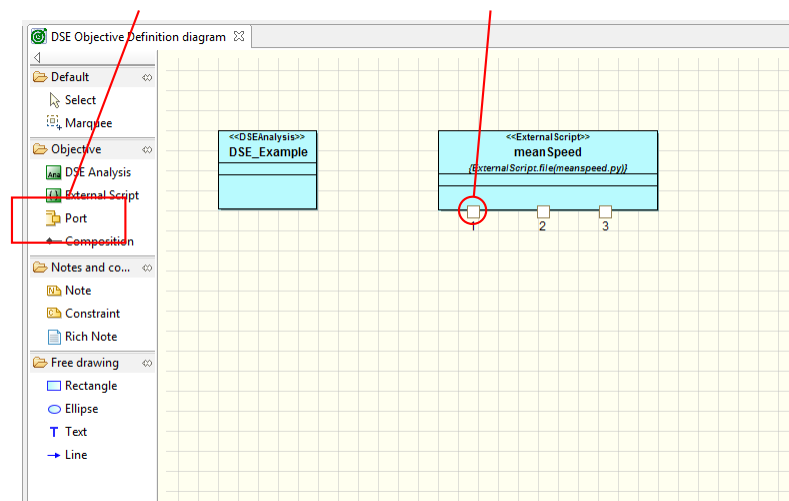 DSE Objective Definition diagram
Default
Select
Marquee
Objective
DSE Analysis
External Script
Port
Composition
Notes and co...
Note
Constraint
Rich Note
Free drawing
Rectangle
Ellipse
Text
Line
<<DSEAnalysis>>
DSE_Example
<<ExternalScript>>
meanSpeed
{ExternalScript.file(meanspeed.py)}
1
2
3